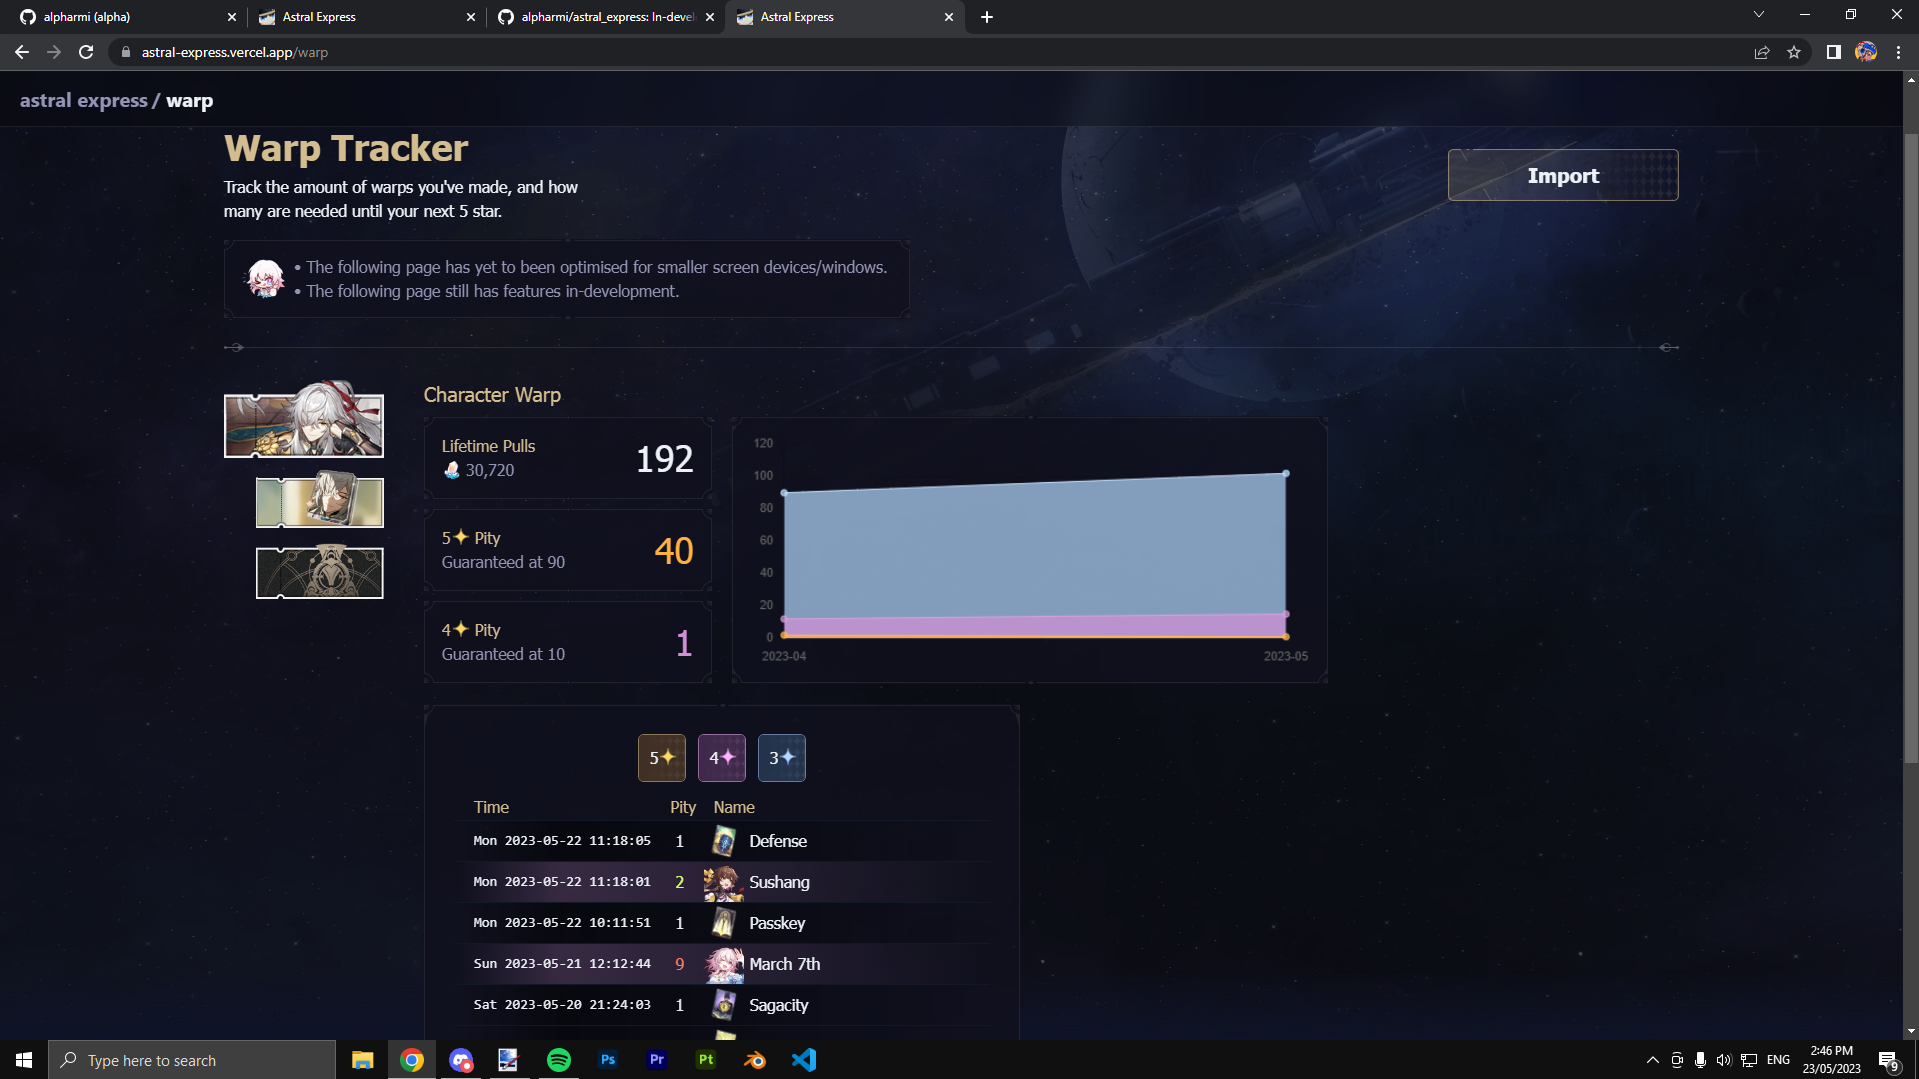 alpharmi (alpha)
Astral Express
alpharmi/astral_express: In-devel
Astral Express
astral-express.vercel.app/warp
astral express / warp
Warp Tracker
Track the amount of warps you've made, and how
many are needed until your next 5 star.
Import
• The following page has yet to been optimised for smaller screen devices/windows.
• The following page still has features in-development.
Character Warp
Lifetime Pulls
30,720
192
5 Pity
Guaranteed at 90
40
4 Pity
Guaranteed at 10
1
120
100
80
60
40
20
0
2023-04
2023-05
5
4
3
Time Pity Name
Mon 2023-05-22 11:18:05 1 Defense
Mon 2023-05-22 11:18:01 2 Sushang
Mon 2023-05-22 10:11:51 1 Passkey
Sun 2023-05-21 12:12:44 9 March 7th
Sat 2023-05-20 21:24:03 1 Sagacity
Type here to search
Ps
Pr
Pt
ENG
2:46 PM
23/05/2023
9